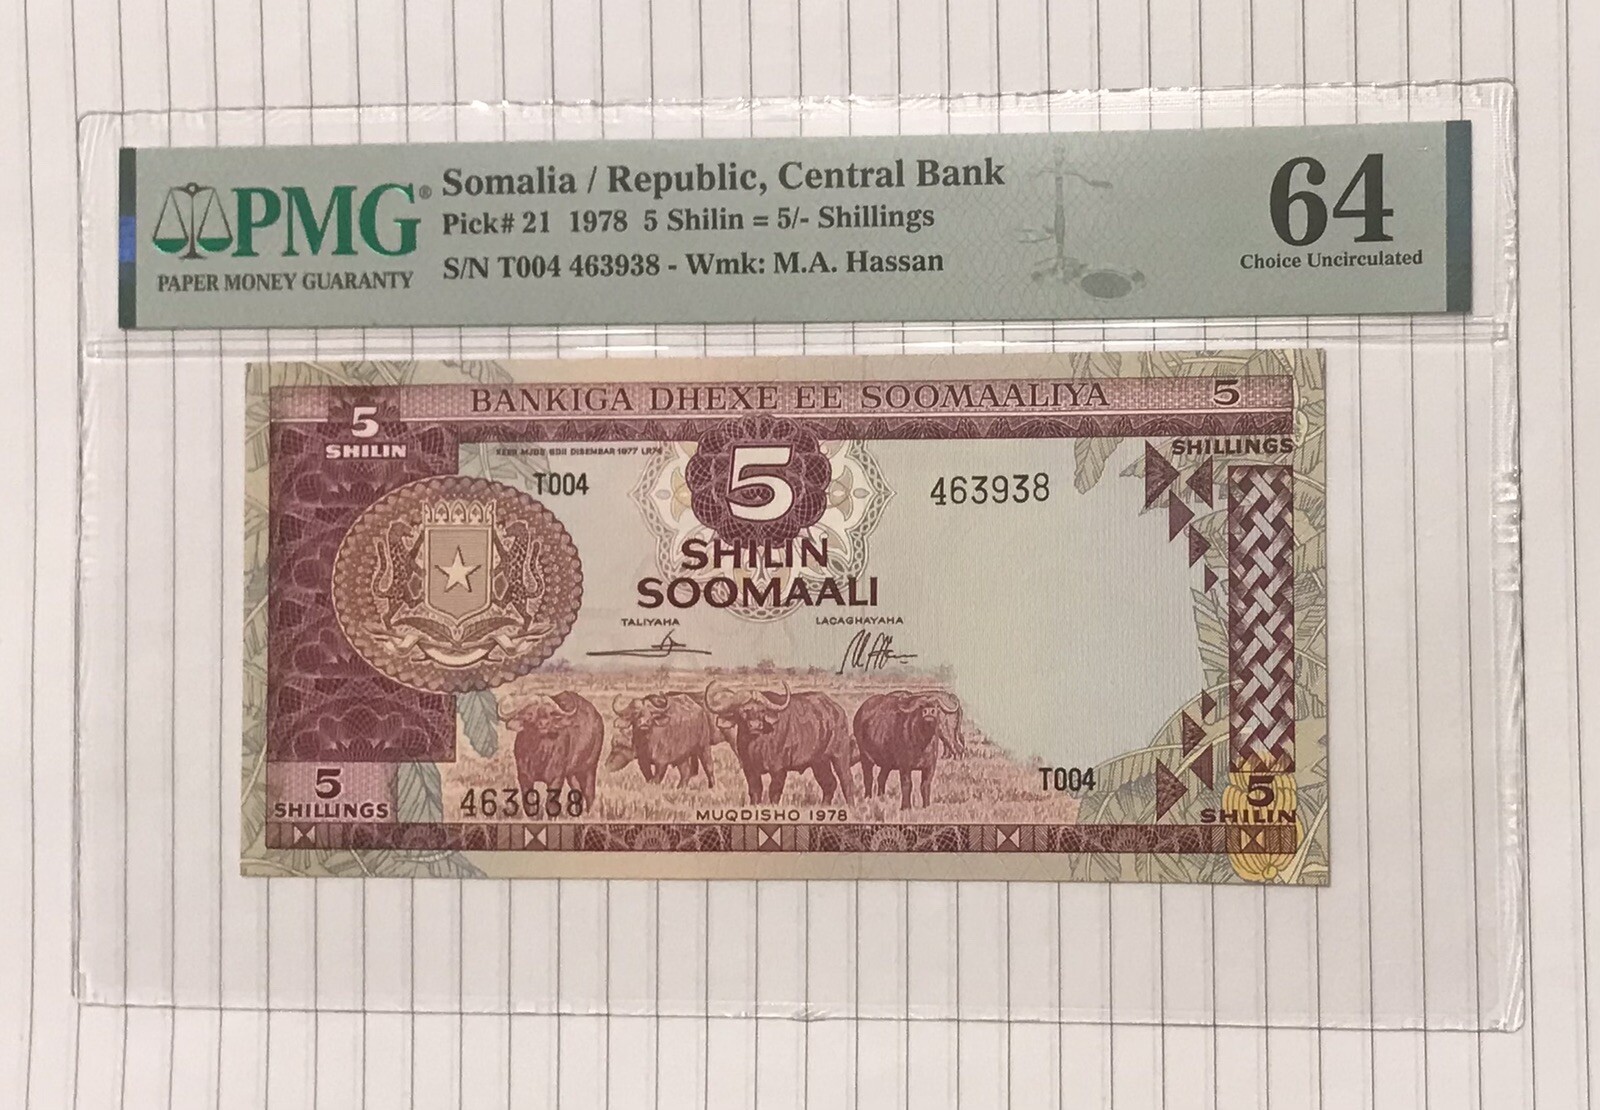 PMG®
PAPER MONEY GUARANTY
Somalia / Republic, Central Bank
Pick# 21 1978 5 Shilin = 5/- Shillings
S/N T004 463938 - Wmk: M.A. Hassan
64
Choice Uncirculated
BANKIGA DHEXE EE SOOMAALIYA
5
SHILIN
5
SHILLINGS
DISEMBAR 1977
T004
5
463938
SHILIN
SOOMAALI
TALIYAHA
LACAGHAYAHA
T004
5
SHILLINGS
463938
MUQDISHO 1978
5
SHILIN